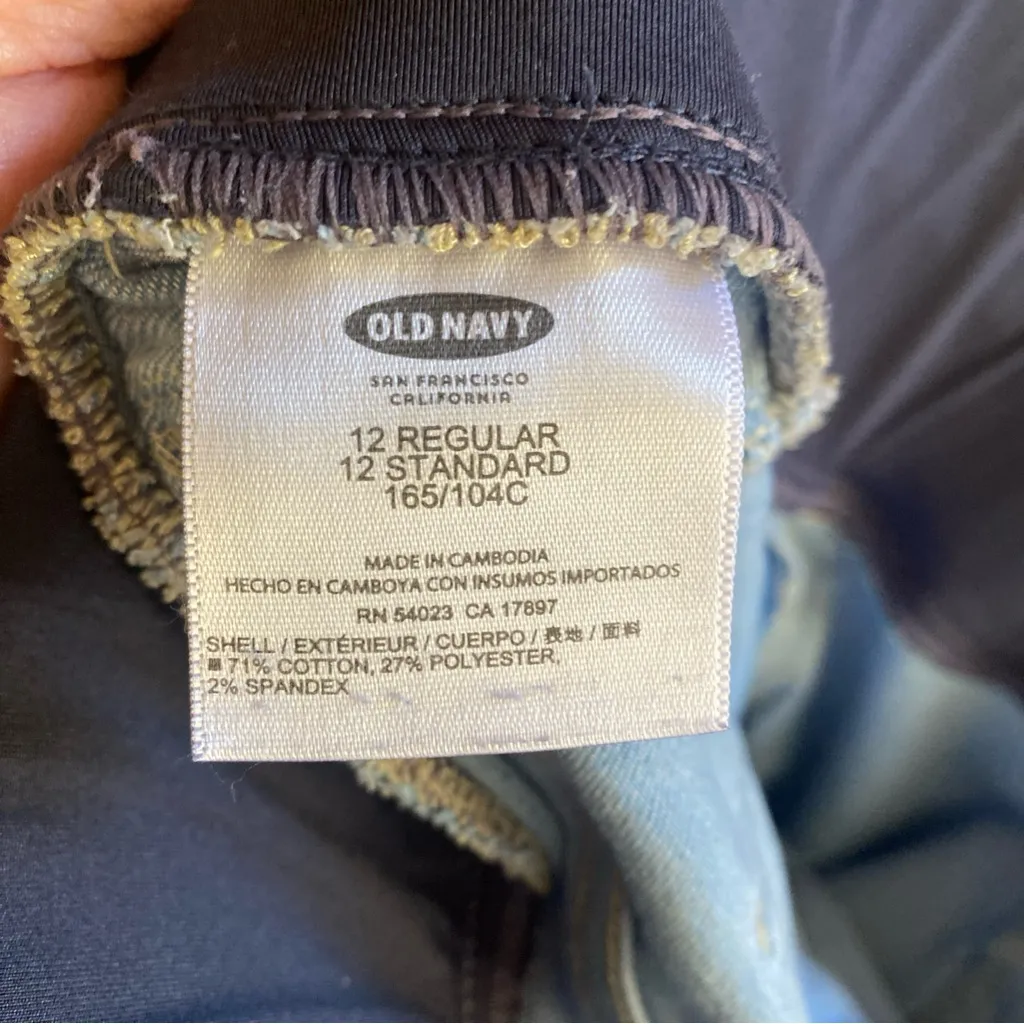 OLD NAVY
SAN FRANCISCO
CALIFORNIA
12 REGULAR
12 STANDARD
165/104C
MADE IN CAMBODIA
HECHO EN CAMBOYA CON INSUMOS IMPORTADOS
RN 54023 CA 17897
SHELL / EXTÉRIEUR / CUERPO / 表地 / 面料
71% COTTON, 27% POLYESTER,
2% SPANDEX